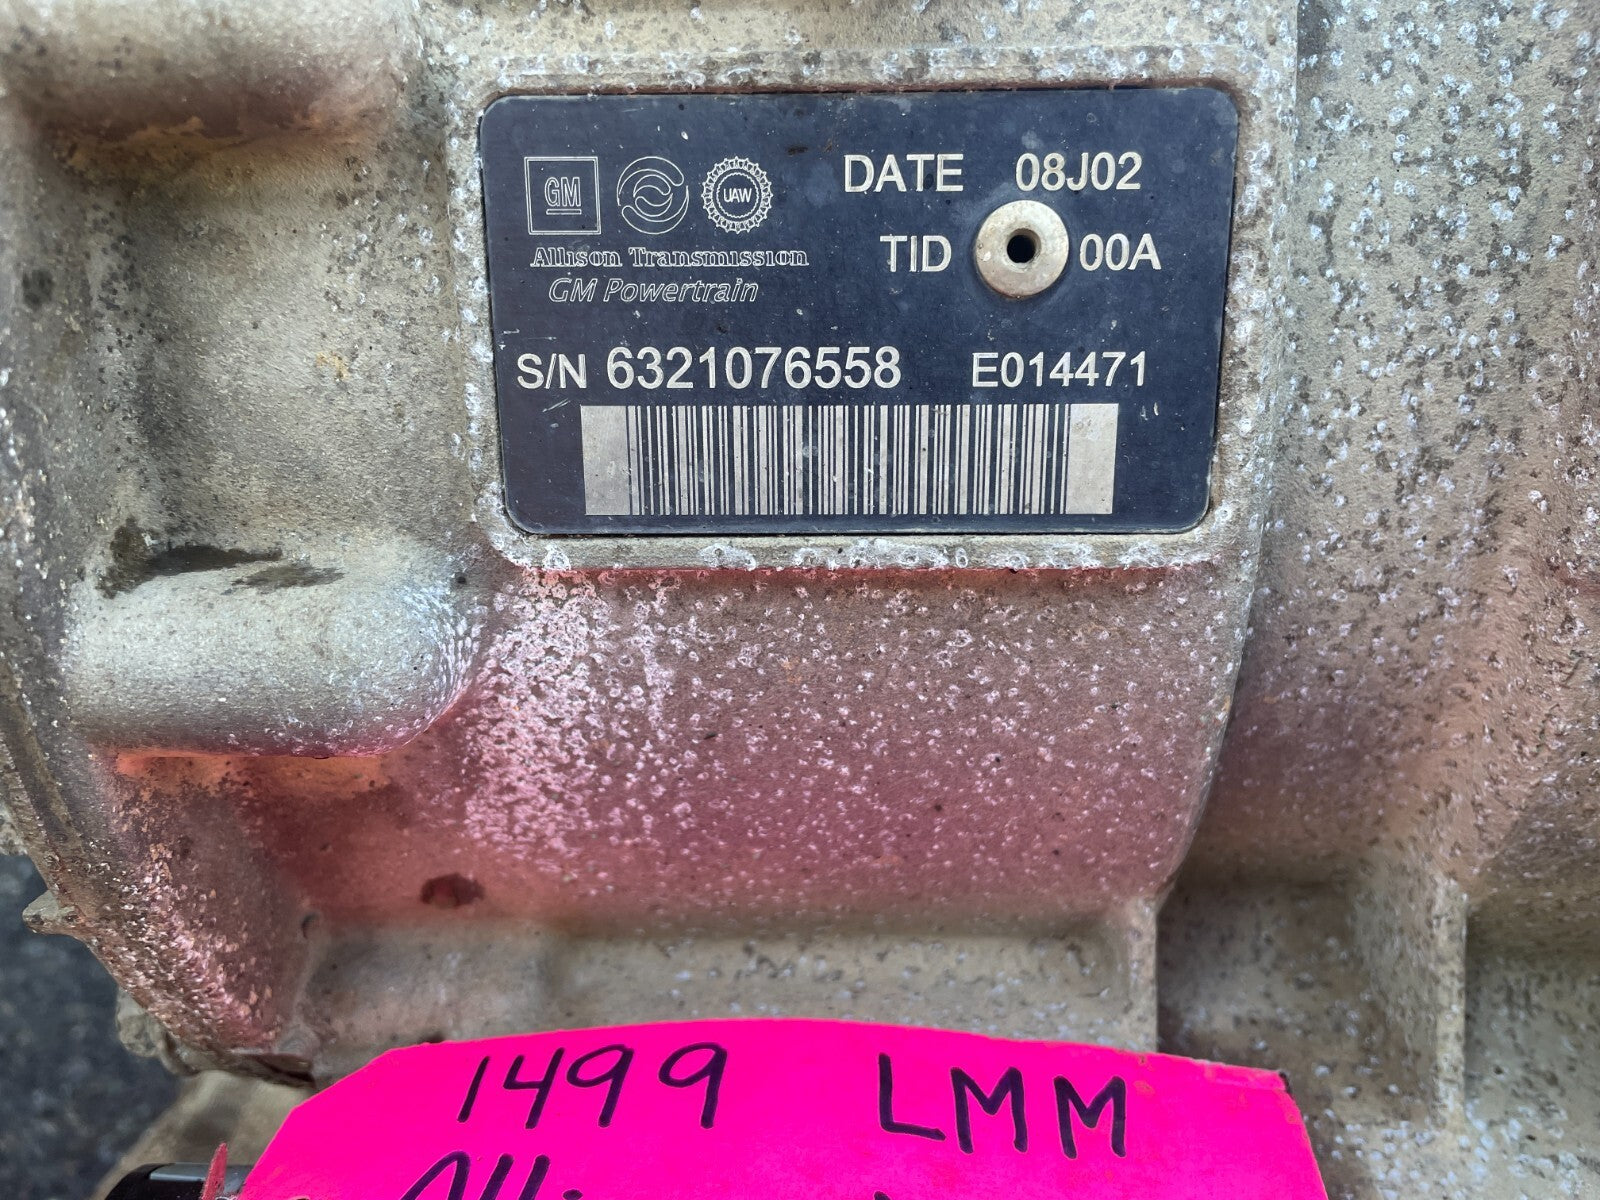 GM UAW DATE 08J02
Allison Transmission TID 00A
GM Powertrain
S/N 6321076558 E014471
1499 LMM